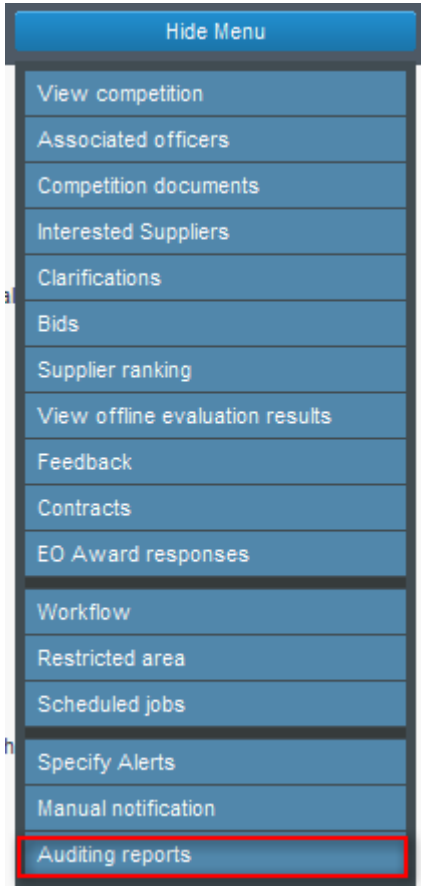 Hide Menu
View competition
Associated officers
Competition documents
Interested Suppliers
Clarifications
al
Bids
Supplier ranking
View offline evaluation results
Feedback
Contracts
EO Award responses
Workflow
Restricted area
Scheduled jobs
h
Specify Alerts
Manual notification
Auditing reports